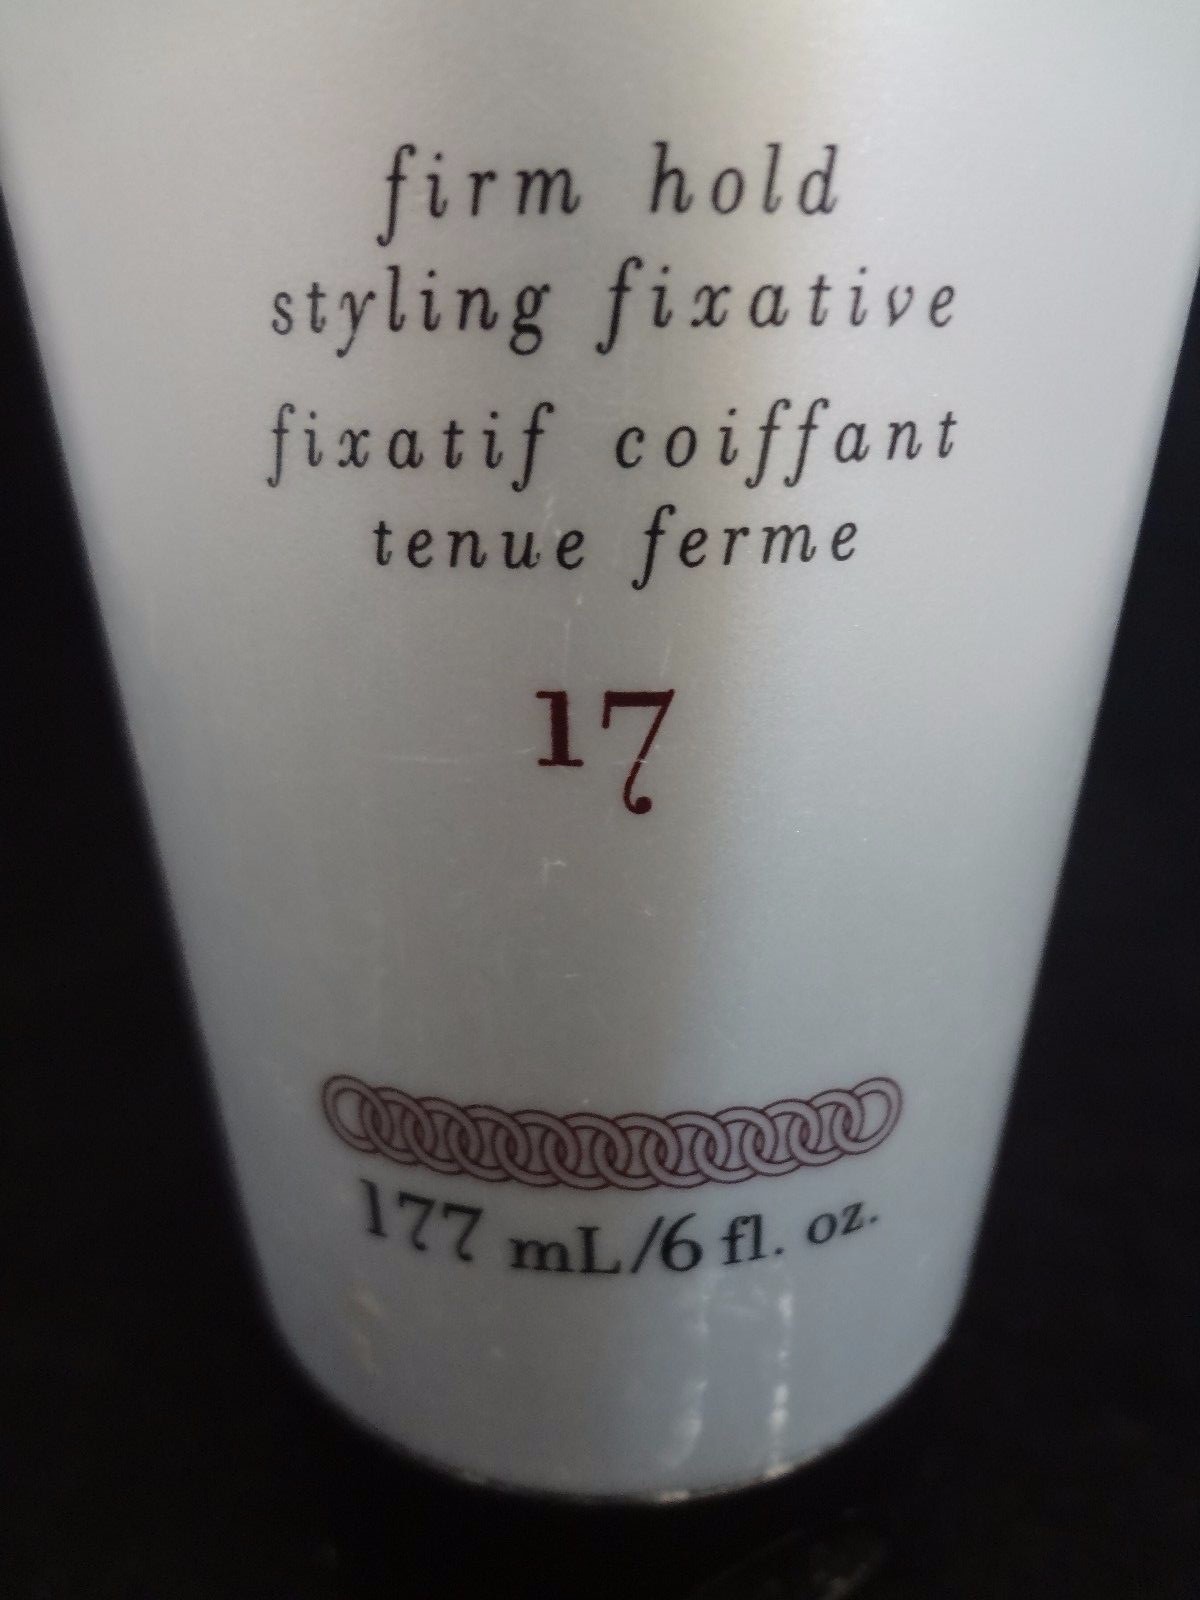 firm hold
styling fixative
fixatif coiffant
tenue ferme
17
177 mL/6 fl. oz.